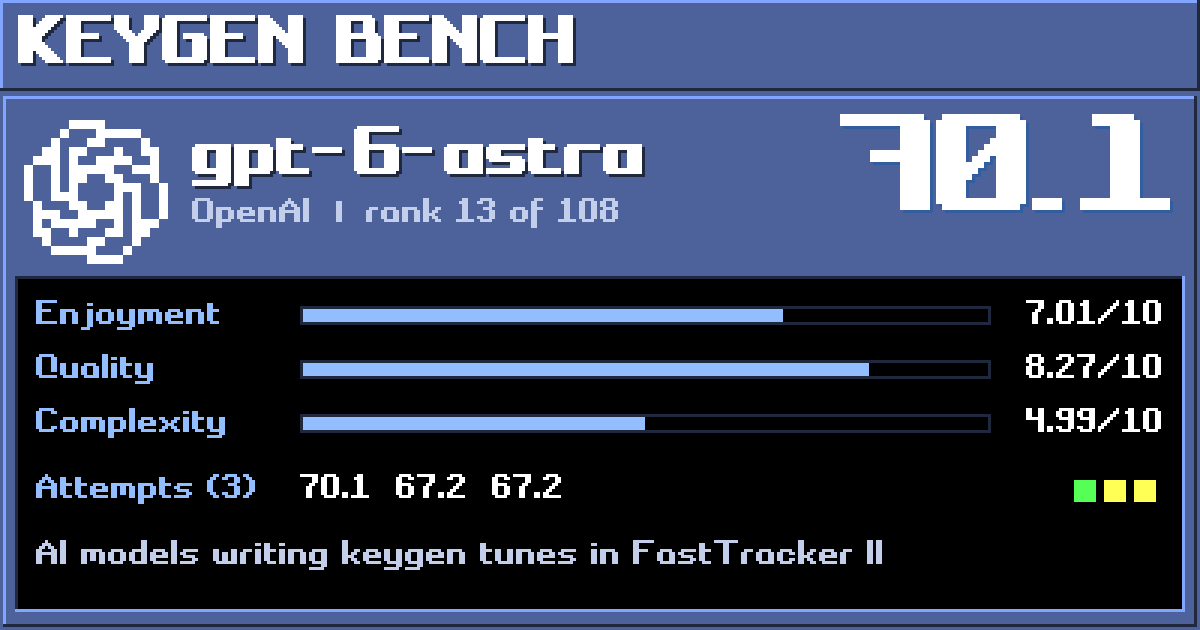 KEYGEN BENCH
gpt-6-astra
70.1
OpenAI | rank 13 of 108
Enjoyment 7.01/10
Quality 8.27/10
Complexity 4.99/10
Attempts (3) 70.1 67.2 67.2
AI models writing keygen tunes in FastTracker II